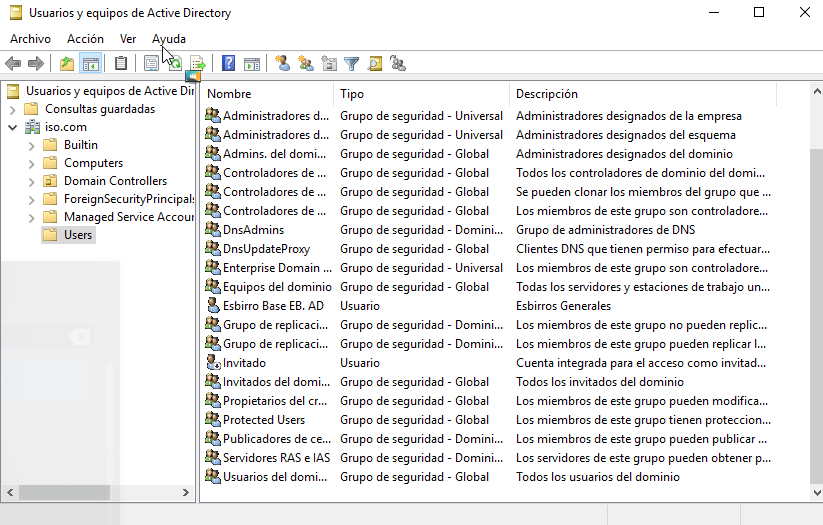 Usuarios y equipos de Active Directory
Archivo Acción Ver Ayuda
Usuarios y equipos de Active Dir
Consultas guardadas
iso.com
Builtin
Computers
Domain Controllers
ForeignSecurityPrincipals
Managed Service Accour
Users
Nombre Tipo Descripción
Administradores d... Grupo de seguridad - Universal Administradores designados de la empresa
Administradores d... Grupo de seguridad - Universal Administradores designados del esquema
Admins. del domi... Grupo de seguridad - Global Administradores designados del dominio
Controladores de ... Grupo de seguridad - Global Todos los controladores de dominio del domi...
Controladores de ... Grupo de seguridad - Global Se pueden clonar los miembros del grupo que ...
Controladores de ... Grupo de seguridad - Global Los miembros de este grupo son controladore...
DnsAdmins Grupo de seguridad - Domini... Grupo de administradores de DNS
DnsUpdateProxy Grupo de seguridad - Global Clientes DNS que tienen permiso para efectuar...
Enterprise Domain ... Grupo de seguridad - Universal Los miembros de este grupo son controladore...
Equipos del dominio Grupo de seguridad - Global Todas los servidores y estaciones de trabajo un...
Esbirro Base EB. AD Usuario Esbirros Generales
Grupo de replicaci... Grupo de seguridad - Domini... Los miembros de este grupo no pueden replic...
Grupo de replicaci... Grupo de seguridad - Domini... Los miembros de este grupo pueden replicar l...
Invitado Usuario Cuenta integrada para el acceso como invitad...
Invitados del domi... Grupo de seguridad - Global Todos los invitados del dominio
Propietarios del cr... Grupo de seguridad - Global Los miembros de este grupo pueden modifica...
Protected Users Grupo de seguridad - Global Los miembros de este grupo tienen proteccion...
Publicadores de ce... Grupo de seguridad - Domini... Los miembros de este grupo pueden publicar ...
Servidores RAS e IAS Grupo de seguridad - Domini... Los servidores de este grupo pueden obtener p...
Usuarios del domi... Grupo de seguridad - Global Todos los usuarios del dominio